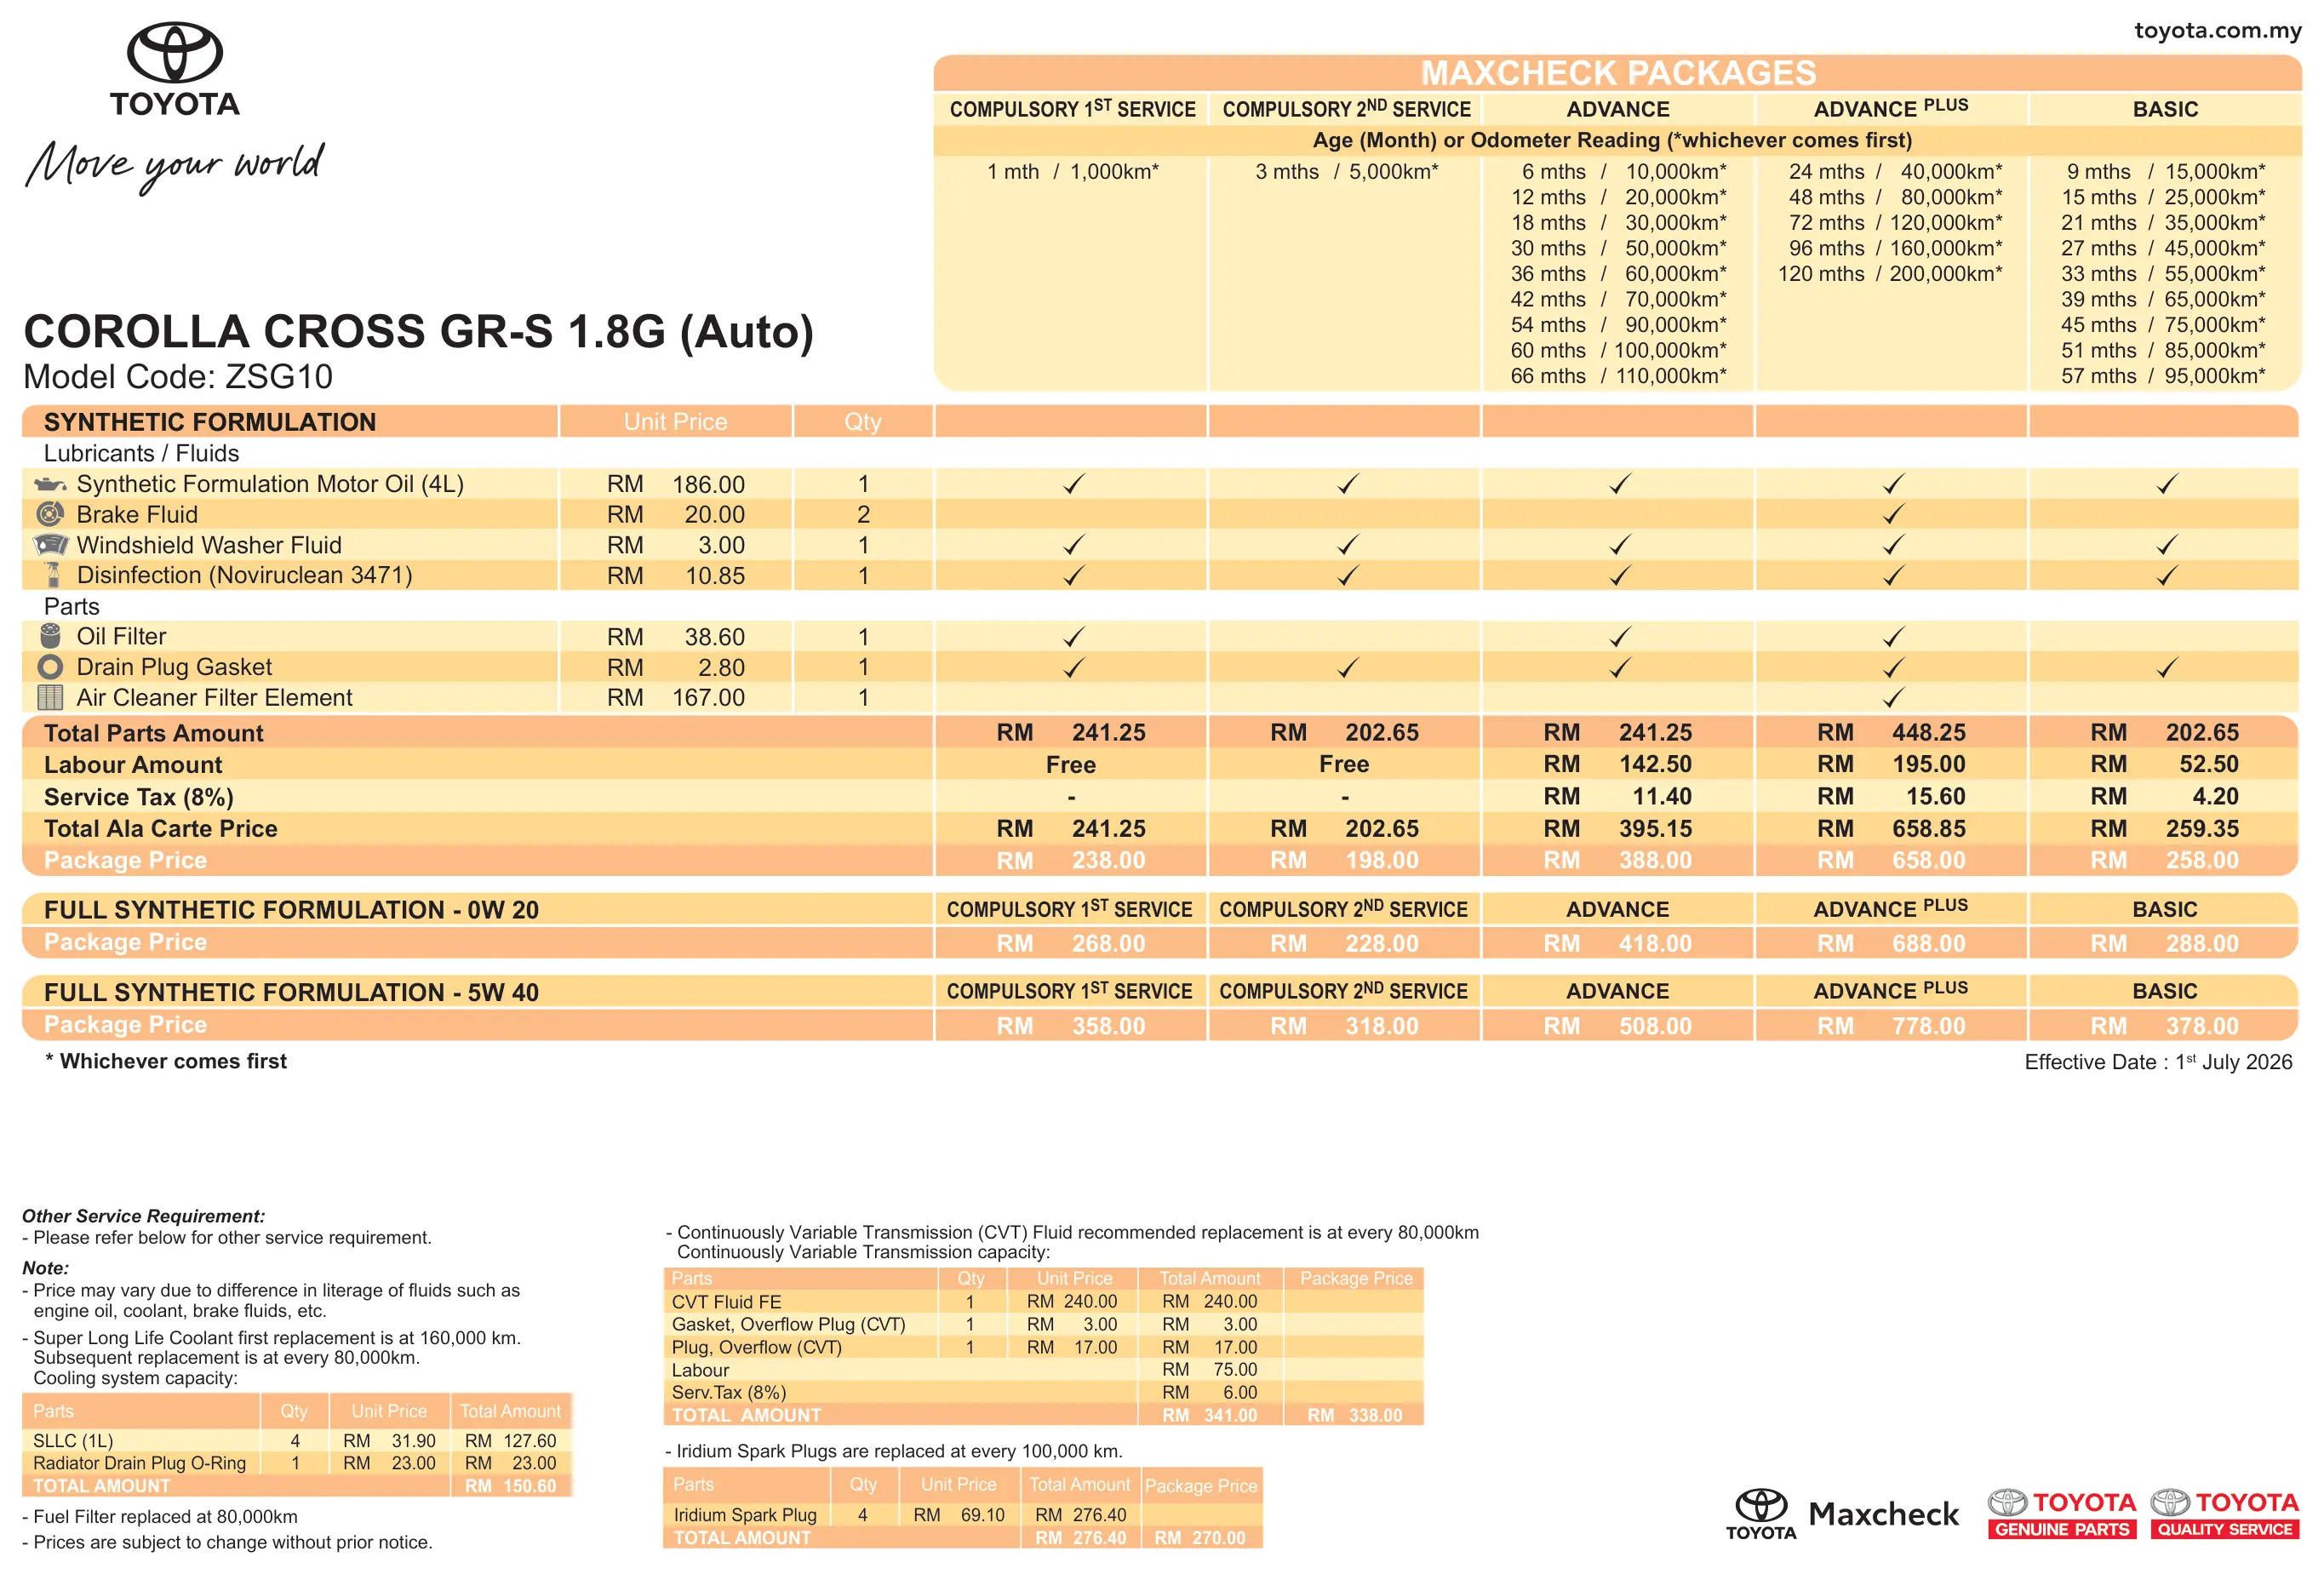 toyota.com.my
TOYOTA
Move your world
COROLLA CROSS GR-S 1.8G (Auto)
Model Code: ZSG10
MAXCHECK PACKAGES
COMPULSORY 1ST SERVICE COMPULSORY 2ND SERVICE ADVANCE ADVANCE PLUS BASIC
Age (Month) or Odometer Reading (*whichever comes first)
1 mth / 1,000km* 3 mths / 5,000km* 6 mths / 10,000km* 24 mths / 40,000km* 9 mths / 15,000km*
12 mths / 20,000km* 48 mths / 80,000km* 15 mths / 25,000km*
18 mths / 30,000km* 72 mths / 120,000km* 21 mths / 35,000km*
30 mths / 50,000km* 96 mths / 160,000km* 27 mths / 45,000km*
36 mths / 60,000km* 120 mths / 200,000km* 33 mths / 55,000km*
42 mths / 70,000km* 39 mths / 65,000km*
54 mths / 90,000km* 45 mths / 75,000km*
60 mths / 100,000km* 51 mths / 85,000km*
66 mths / 110,000km* 57 mths / 95,000km*
SYNTHETIC FORMULATION Unit Price Qty
Lubricants / Fluids
Synthetic Formulation Motor Oil (4L) RM 186.00 1 ✓ ✓ ✓ ✓ ✓
Brake Fluid RM 20.00 2 ✓
Windshield Washer Fluid RM 3.00 1 ✓ ✓ ✓ ✓ ✓
Disinfection (Noviruclean 3471) RM 10.85 1 ✓ ✓ ✓ ✓ ✓
Parts
Oil Filter RM 38.60 1 ✓ ✓ ✓
Drain Plug Gasket RM 2.80 1 ✓ ✓ ✓ ✓ ✓
Air Cleaner Filter Element RM 167.00 1 ✓
Total Parts Amount RM 241.25 RM 202.65 RM 241.25 RM 448.25 RM 202.65
Labour Amount Free Free RM 142.50 RM 195.00 RM 52.50
Service Tax (8%) - - RM 11.40 RM 15.60 RM 4.20
Total Ala Carte Price RM 241.25 RM 202.65 RM 395.15 RM 658.85 RM 259.35
Package Price RM 238.00 RM 198.00 RM 388.00 RM 658.00 RM 258.00
FULL SYNTHETIC FORMULATION - 0W 20 COMPULSORY 1ST SERVICE COMPULSORY 2ND SERVICE ADVANCE ADVANCE PLUS BASIC
Package Price RM 268.00 RM 228.00 RM 418.00 RM 688.00 RM 288.00
FULL SYNTHETIC FORMULATION - 5W 40 COMPULSORY 1ST SERVICE COMPULSORY 2ND SERVICE ADVANCE ADVANCE PLUS BASIC
Package Price RM 358.00 RM 318.00 RM 508.00 RM 778.00 RM 378.00
* Whichever comes first
Effective Date : 1st July 2026
Other Service Requirement:
- Please refer below for other service requirement.
Note:
- Price may vary due to difference in literage of fluids such as
engine oil, coolant, brake fluids, etc.
- Super Long Life Coolant first replacement is at 160,000 km.
Subsequent replacement is at every 80,000km.
Cooling system capacity:
Parts Qty Unit Price Total Amount
SLLC (1L) 4 RM 31.90 RM 127.60
Radiator Drain Plug O-Ring 1 RM 23.00 RM 23.00
TOTAL AMOUNT RM 150.60
- Fuel Filter replaced at 80,000km
- Prices are subject to change without prior notice.
- Continuously Variable Transmission (CVT) Fluid recommended replacement is at every 80,000km
Continuously Variable Transmission capacity:
Parts Qty Unit Price Total Amount Package Price
CVT Fluid FE 1 RM 240.00 RM 240.00
Gasket, Overflow Plug (CVT) 1 RM 3.00 RM 3.00
Plug, Overflow (CVT) 1 RM 17.00 RM 17.00
Labour RM 75.00
Serv.Tax (8%) RM 6.00
TOTAL AMOUNT RM 341.00 RM 338.00
- Iridium Spark Plugs are replaced at every 100,000 km.
Parts Qty Unit Price Total Amount Package Price
Iridium Spark Plug 4 RM 69.10 RM 276.40
TOTAL AMOUNT RM 276.40 RM 270.00
TOYOTA Maxcheck
TOYOTA GENUINE PARTS
TOYOTA QUALITY SERVICE